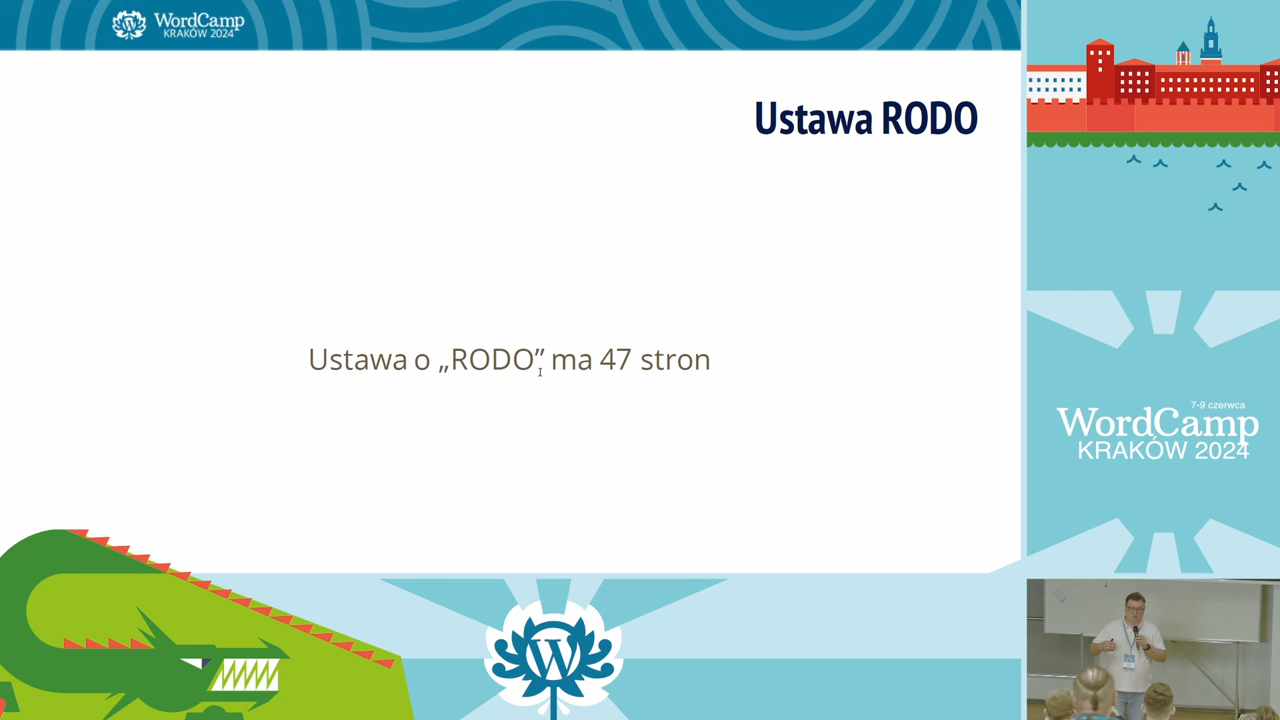 WordCamp
KRAKÓW 2024
Ustawa RODO
Ustawa o „RODO” ma 47 stron
7-9 czerwca
WordCamp
KRAKÓW 2024
W